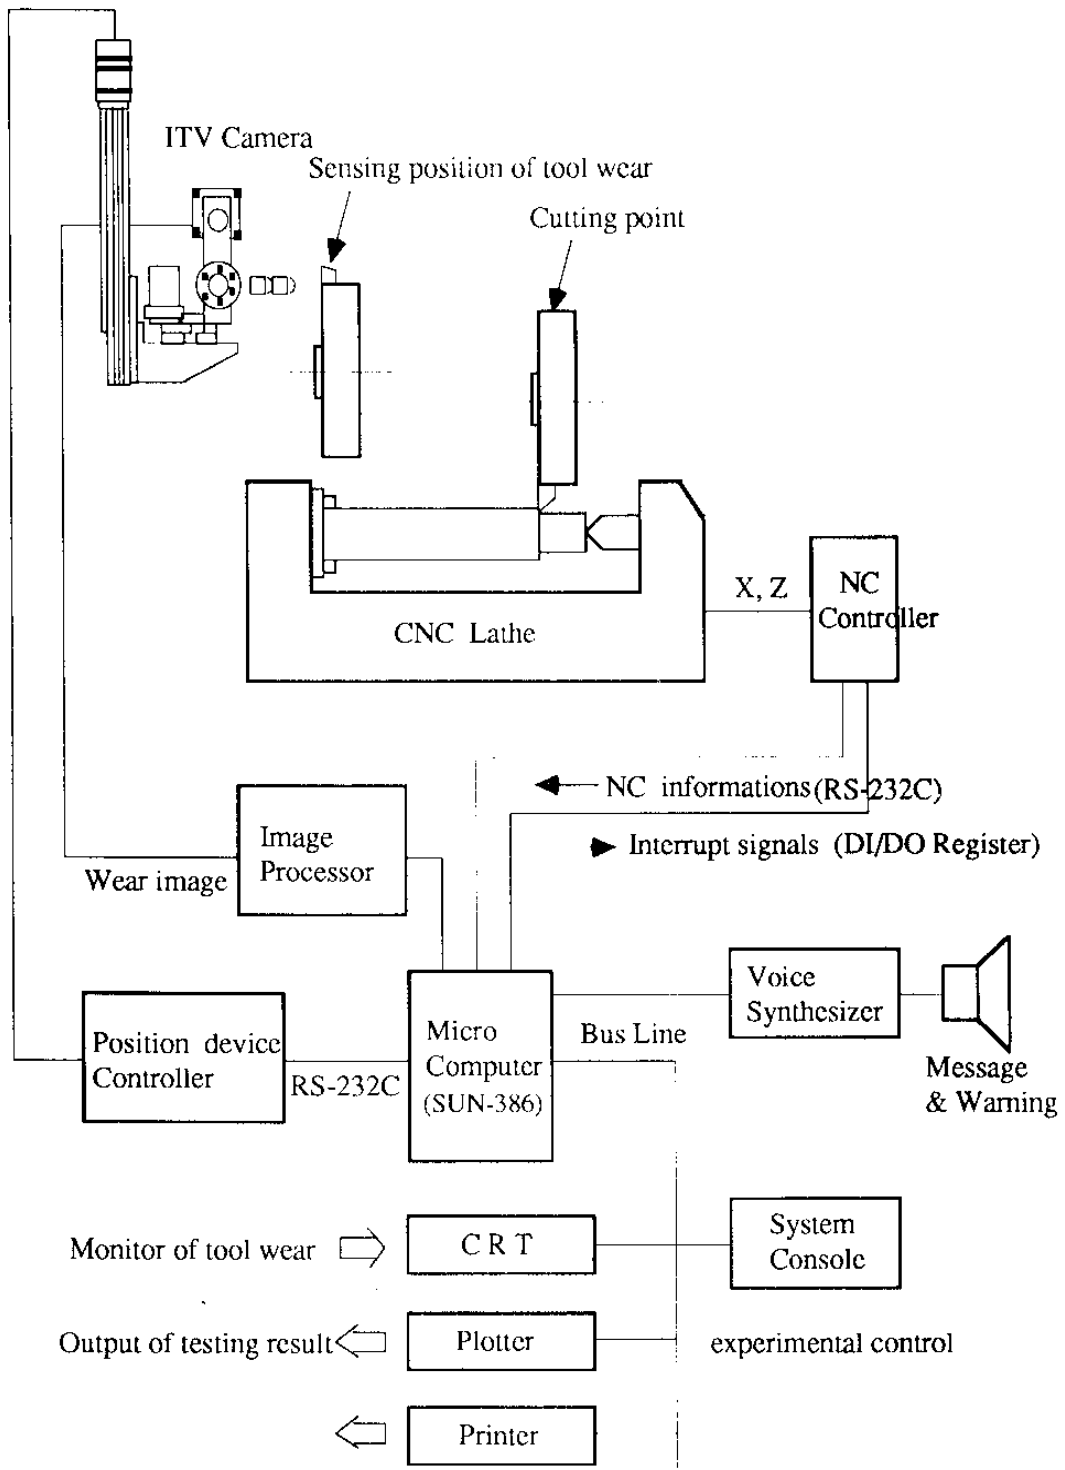 ITV Camera
Sensing position of tool wear
Cutting point
X, Z
NC
Controller
CNC Lathe
NC informations(RS-232C)
Interrupt signals (DI/DO Register)
Image
Processor
Wear image
Voice
Synthesizer
Message
& Warning
Bus Line
Micro
Computer
(SUN-386)
Position device
Controller
RS-232C
System
Console
Monitor of tool wear
C R T
Output of testing result
Plotter
experimental control
Printer